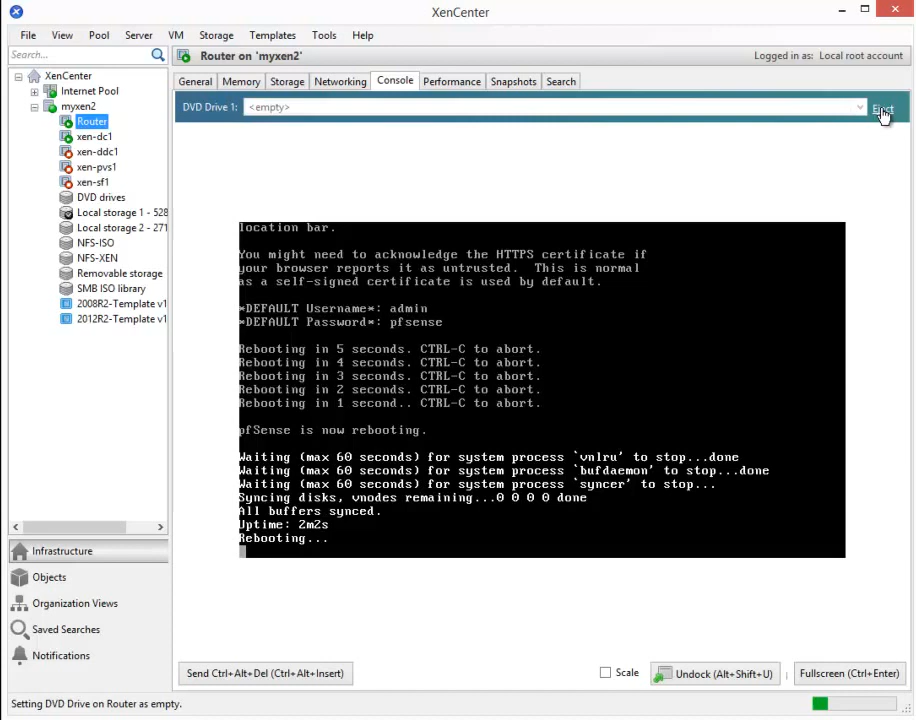 XenCenter
File View Pool Server VM Storage Templates Tools Help
Search...
Router on 'myxen2'
Logged in as: Local root account
XenCenter
Internet Pool
myxen2
Router
xen-dc1
xen-ddc1
xen-pvs1
xen-sf1
DVD drives
Local storage 1 - 528
Local storage 2 - 271
NFS-ISO
NFS-XEN
Removable storage
SMB ISO library
2008R2-Template v1
2012R2-Template v1
Infrastructure
Objects
Organization Views
Saved Searches
Notifications
General Memory Storage Networking Console Performance Snapshots Search
DVD Drive 1: <empty> Eject
location bar.
You might need to acknowledge the HTTPS certificate if
your browser reports it as untrusted. This is normal
as a self-signed certificate is used by default.
*DEFAULT Username*: admin
*DEFAULT Password*: pfsense
Rebooting in 5 seconds. CTRL-C to abort.
Rebooting in 4 seconds. CTRL-C to abort.
Rebooting in 3 seconds. CTRL-C to abort.
Rebooting in 2 seconds. CTRL-C to abort.
Rebooting in 1 second.. CTRL-C to abort.
pfSense is now rebooting.
Waiting (max 60 seconds) for system process `vnlru' to stop...done
Waiting (max 60 seconds) for system process `bufdaemon' to stop...done
Waiting (max 60 seconds) for system process `syncer' to stop...
Syncing disks, vnodes remaining...0 0 0 0 done
All buffers synced.
Uptime: 2m2s
Rebooting...
Send Ctrl+Alt+Del (Ctrl+Alt+Insert)
Scale
Undock (Alt+Shift+U)
Fullscreen (Ctrl+Enter)
Setting DVD Drive on Router as empty.